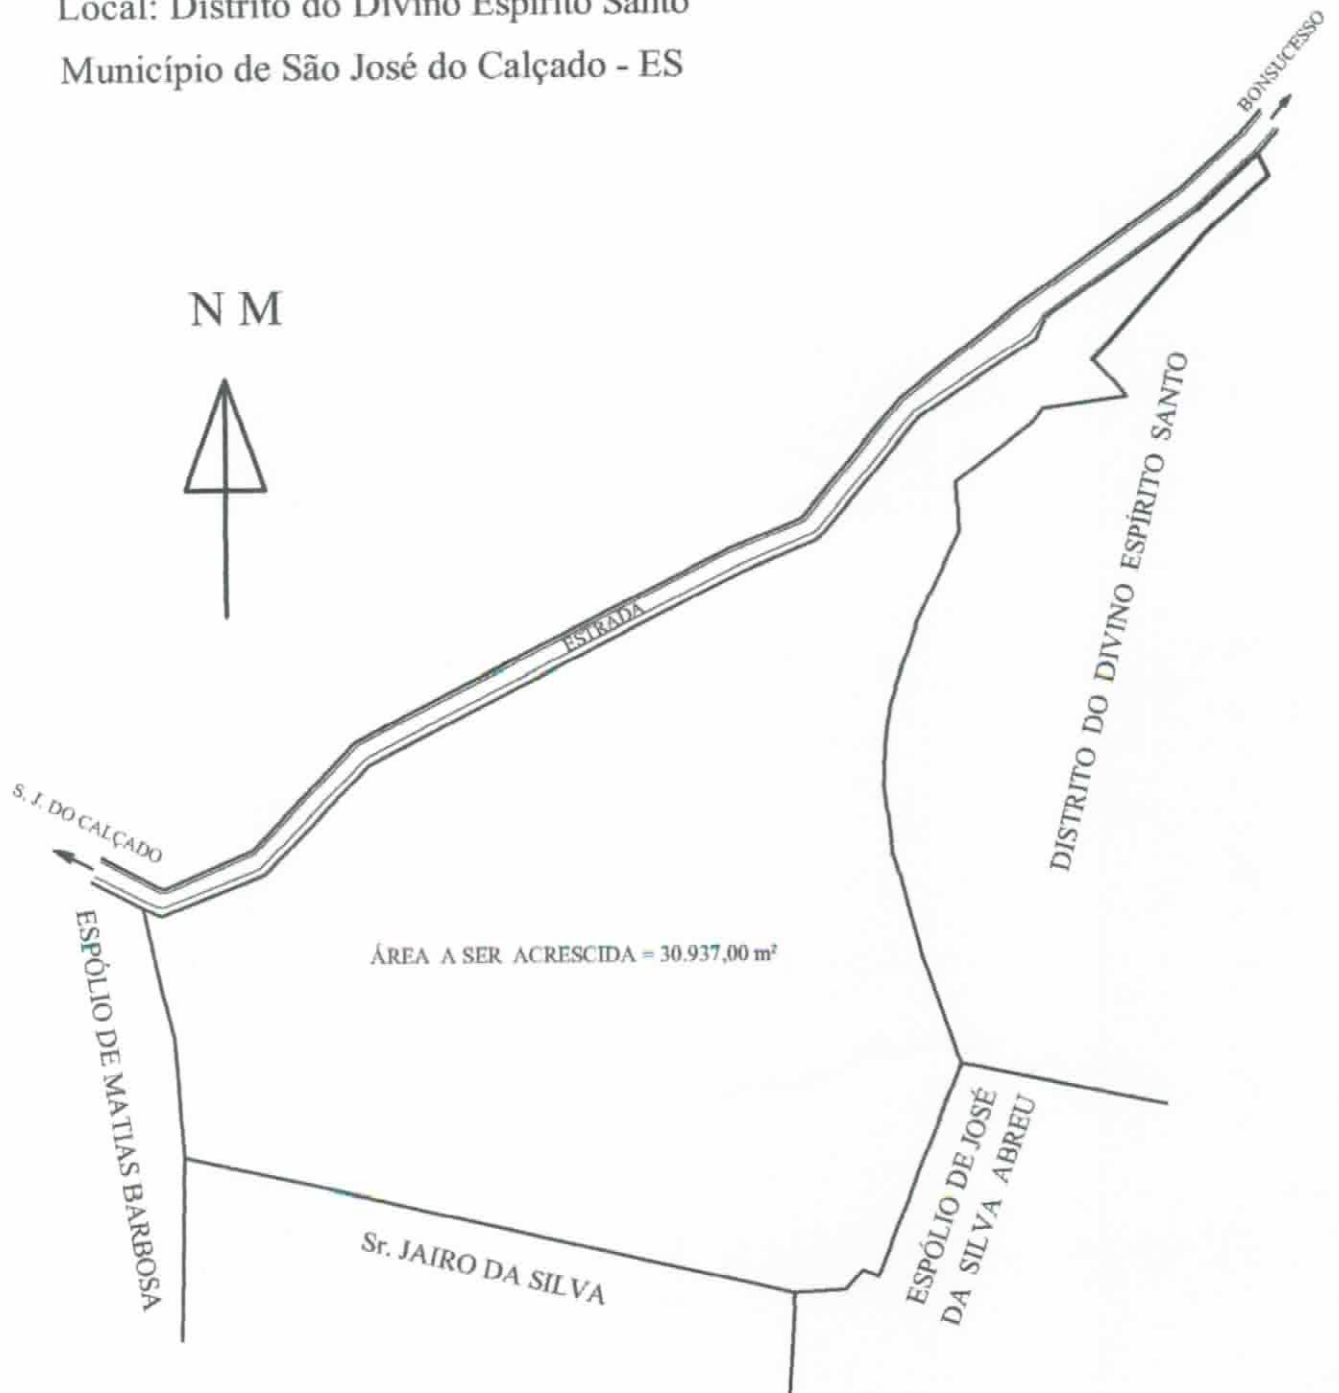 Local: Distrito do Divino Espírito Santo
Município de São José do Calçado - ES
BONSUCESSO
N M
DISTRITO DO DIVINO ESPÍRITO SANTO
ESTRADA
S. J. DO CALÇADO
ESPÓLIO DE MATIAS BARBOSA
ÁREA A SER ACRESCIDA = 30.937,00 m²
Sr. JAIRO DA SILVA
ESPÓLIO DE JOSÉ
DA SILVA ABREU